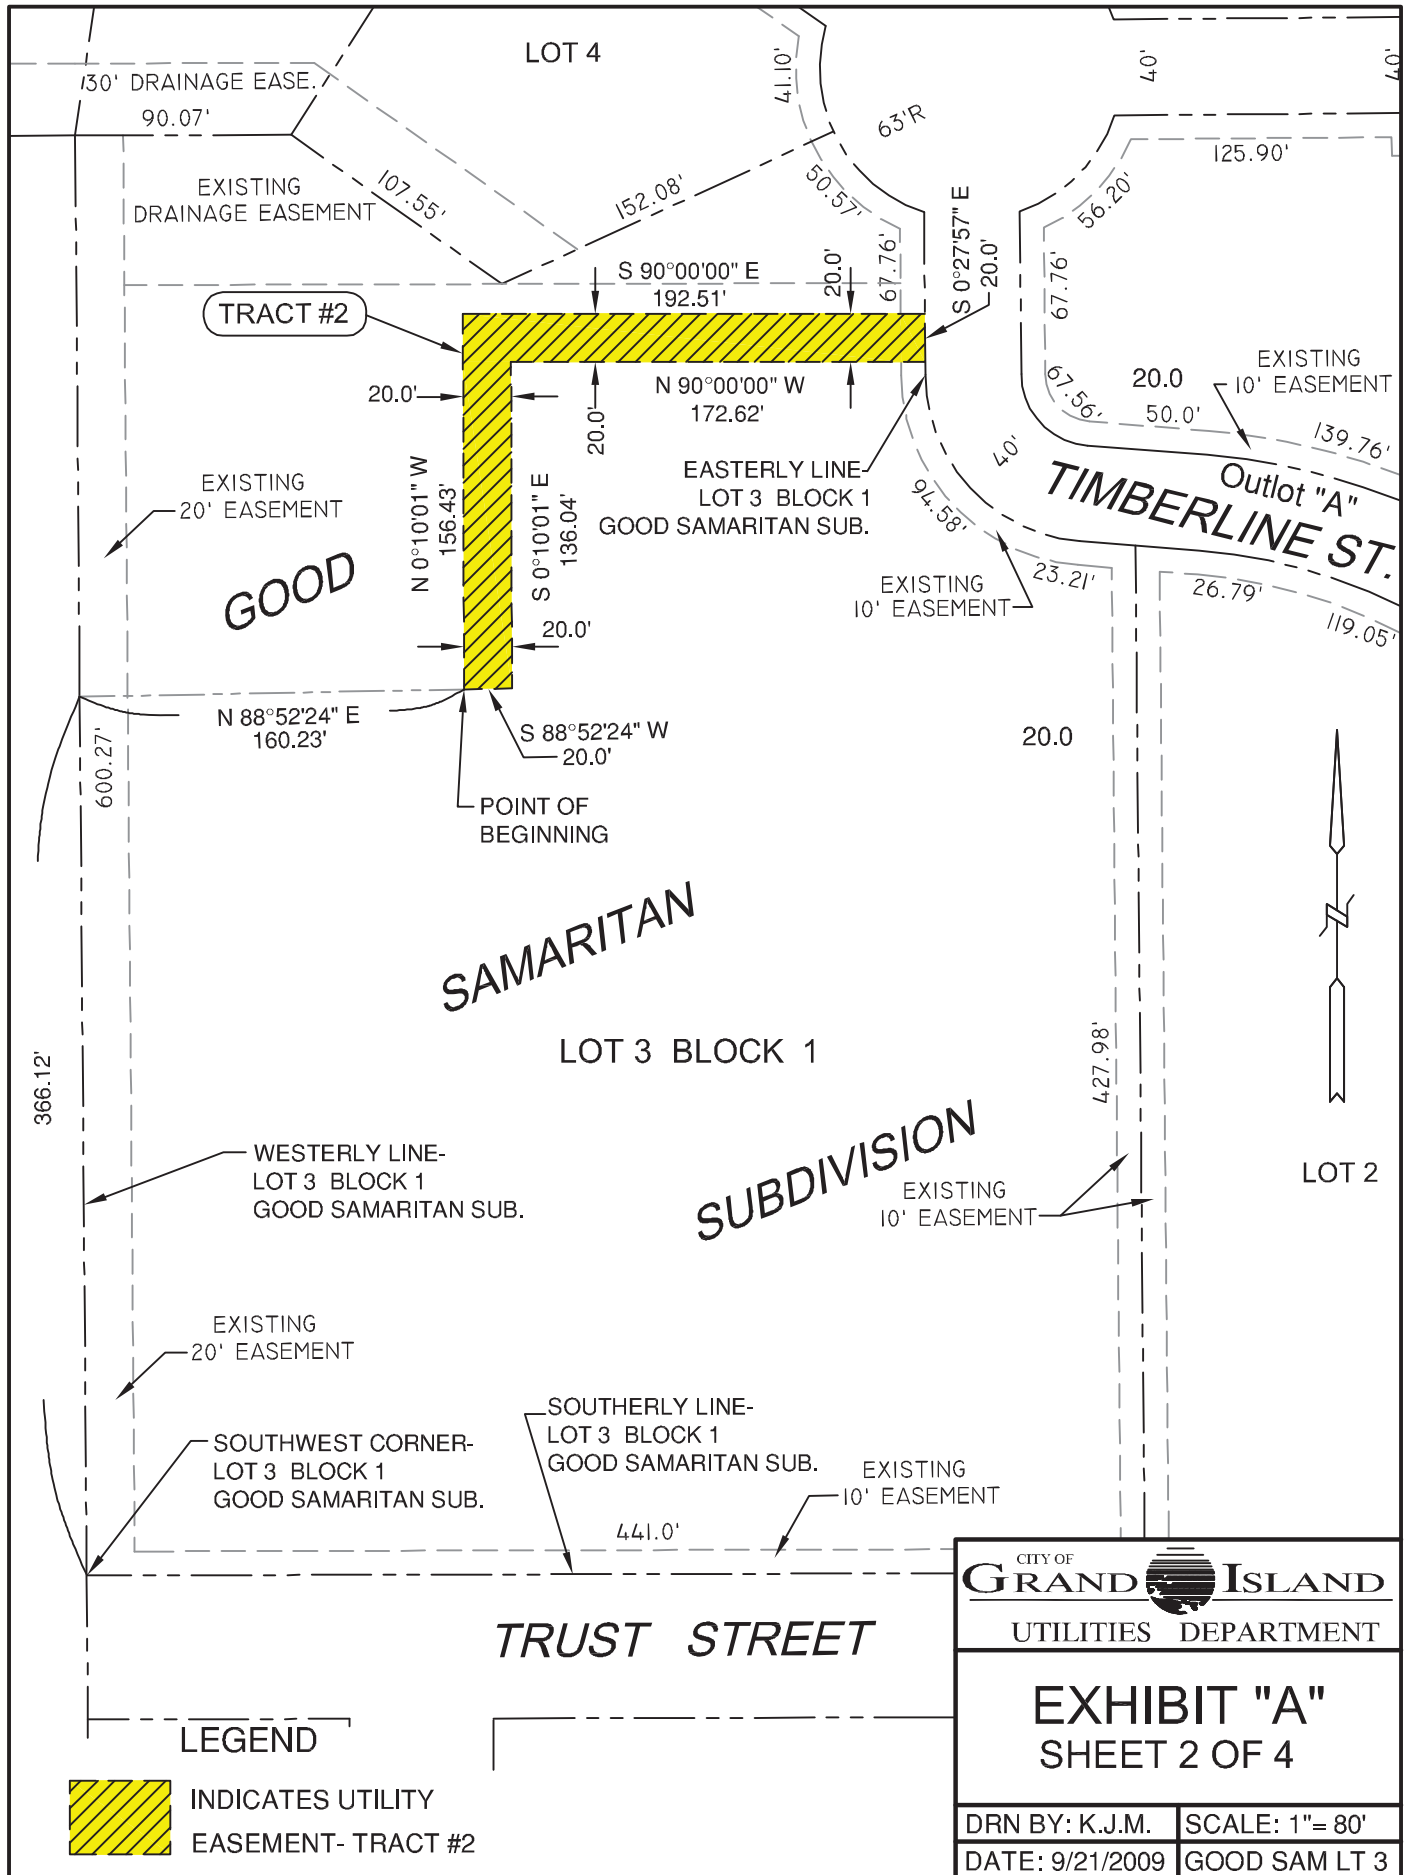 LOT 4
30' DRAINAGE EASE.
90.07'
41.10'
63'R
40'
40'
125.90'
EXISTING
DRAINAGE EASEMENT
107.55'
152.08'
50.57'
56.20'
67.76'
S 0°27'57" E
20.0'
67.76'
S 90°00'00" E
192.51'
20.0'
TRACT #2
20.0'
20.0'
N 90°00'00" W
172.62'
67.56'
20.0
50.0'
EXISTING
10' EASEMENT
139.76'
Outlot "A"
TIMBERLINE ST.
40'
EASTERLY LINE-
LOT 3 BLOCK 1
GOOD SAMARITAN SUB.
94.58'
EXISTING
20' EASEMENT
N 0°10'01" W
156.43'
S 0°10'01" E
136.04'
GOOD
EXISTING
10' EASEMENT
23.21'
26.79'
119.05'
20.0'
N 88°52'24" E
160.23'
S 88°52'24" W
20.0'
20.0
600.27'
POINT OF
BEGINNING
SAMARITAN
LOT 3 BLOCK 1
366.12'
427.98'
SUBDIVISION
WESTERLY LINE-
LOT 3 BLOCK 1
GOOD SAMARITAN SUB.
EXISTING
10' EASEMENT
LOT 2
EXISTING
20' EASEMENT
SOUTHERLY LINE-
LOT 3 BLOCK 1
GOOD SAMARITAN SUB.
SOUTHWEST CORNER-
LOT 3 BLOCK 1
GOOD SAMARITAN SUB.
EXISTING
10' EASEMENT
441.0'
TRUST STREET
CITY OF
GRAND ISLAND
UTILITIES DEPARTMENT
EXHIBIT "A"
SHEET 2 OF 4
DRN BY: K.J.M.
SCALE: 1"= 80'
DATE: 9/21/2009
GOOD SAM LT 3
LEGEND
INDICATES UTILITY
EASEMENT- TRACT #2